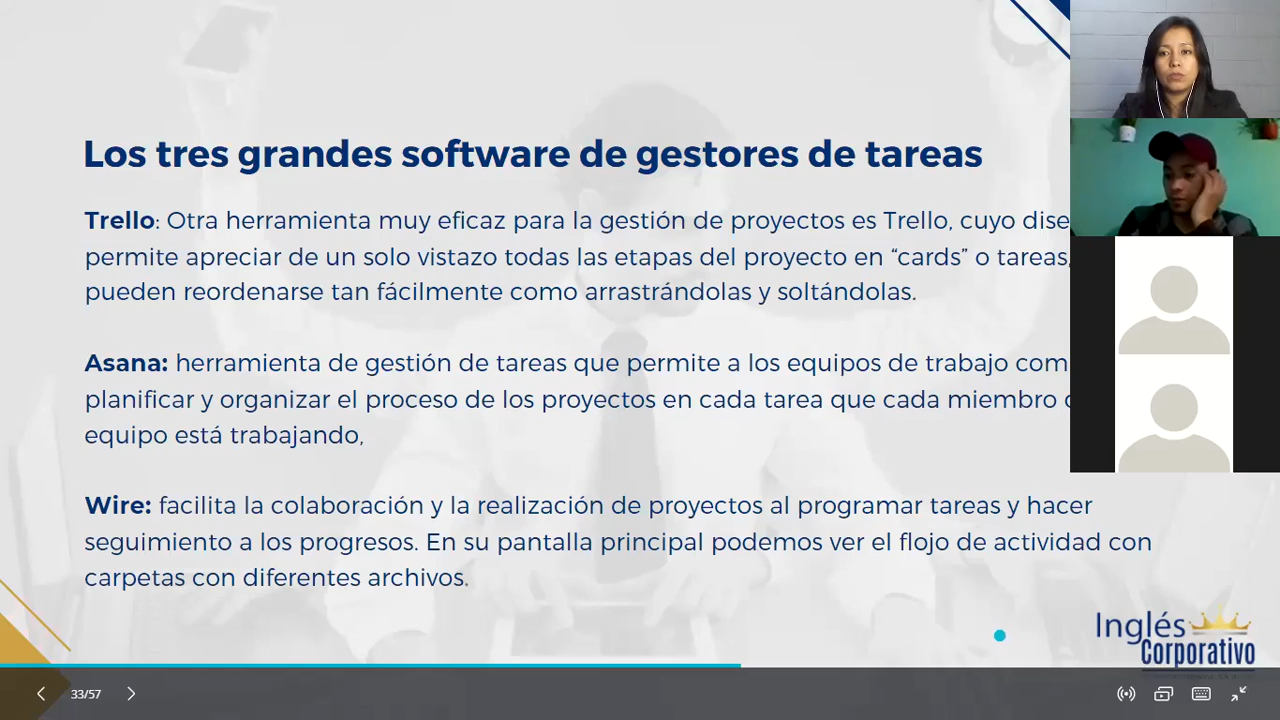 Los tres grandes software de gestores de tareas
Trello: Otra herramienta muy eficaz para la gestión de proyectos es Trello, cuyo dise
permite apreciar de un solo vistazo todas las etapas del proyecto en “cards” o tareas,
pueden reordenarse tan fácilmente como arrastrándolas y soltándolas.
Asana: herramienta de gestión de tareas que permite a los equipos de trabajo com
planificar y organizar el proceso de los proyectos en cada tarea que cada miembro
equipo está trabajando,
Wire: facilita la colaboración y la realización de proyectos al programar tareas y hacer
seguimiento a los progresos. En su pantalla principal podemos ver el flojo de actividad con
carpetas con diferentes archivos.
Inglés
Corporativo
33/57